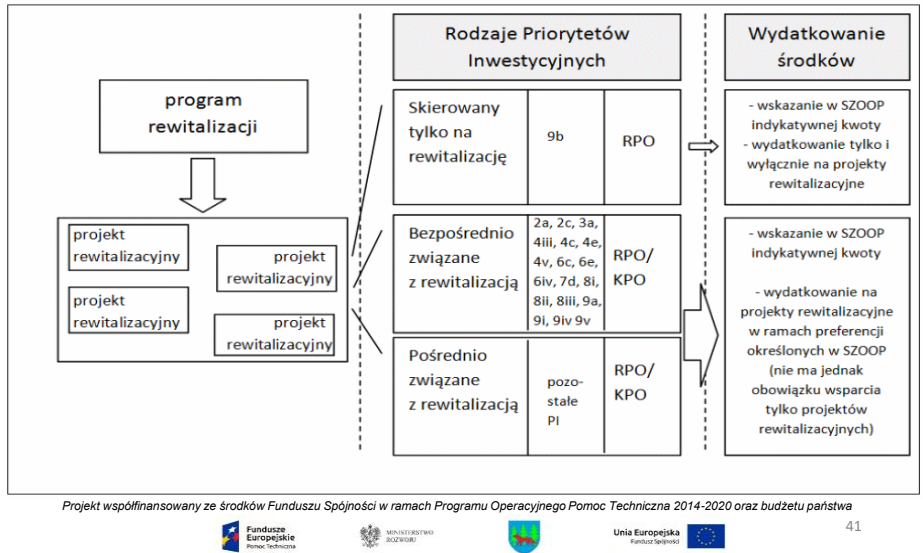 program
rewitalizacji
projekt
rewitalizacyjny
projekt
rewitalizacyjny
projekt
rewitalizacyjny
projekt
rewitalizacyjny
Rodzaje Priorytetów
Inwestycyjnych
Skierowany
tylko na
rewitalizację
9b
RPO
Bezpośrednio
związane
z rewitalizacją
2a, 2c, 3a,
4iii, 4c, 4e,
4v, 6c, 6e,
6iv, 7d, 8i,
8ii, 8iii, 9a,
9i, 9iv 9v
RPO/
KPO
Pośrednio
związane
z rewitalizacją
pozo-
stałe
PI
RPO/
KPO
Wydatkowanie
środków
- wskazanie w SZOOP
indykatywnej kwoty
- wydatkowanie tylko i
wyłącznie na projekty
rewitalizacyjne
- wskazanie w SZOOP
indykatywnej kwoty
- wydatkowanie na
projekty rewitalizacyjne
w ramach preferencji
określonych w SZOOP
(nie ma jednak
obowiązku wsparcia
tylko projektów
rewitalizacyjnych)
Projekt współfinansowany ze środków Funduszu Spójności w ramach Programu Operacyjnego Pomoc Techniczna 2014-2020 oraz budżetu państwa
41
Fundusze
Europejskie
Pomoc Techniczna
MINISTERSTWO
ROZWOJU
Unia Europejska
Fundusz Spójności